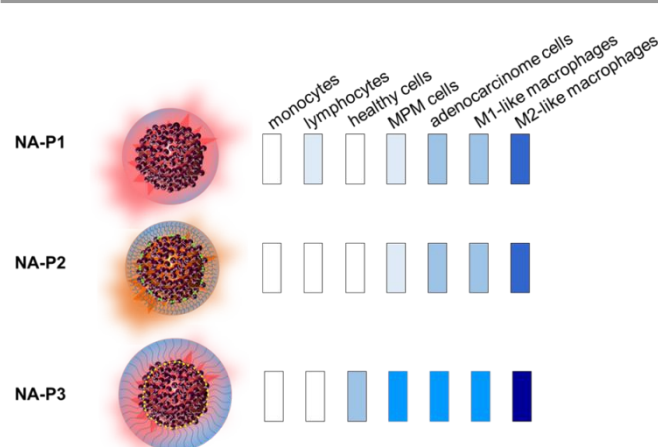 monocytes
lymphocytes
healthy cells
MPM cells
adenocarcinome cells
M1-like macrophages
M2-like macrophages
NA-P1
NA-P2
NA-P3